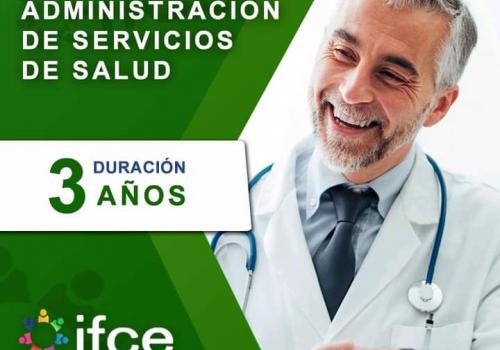 ADMINISTRACIÓN
DE SERVICIOS
DE SALUD
3 DURACIÓN
AÑOS
ifce